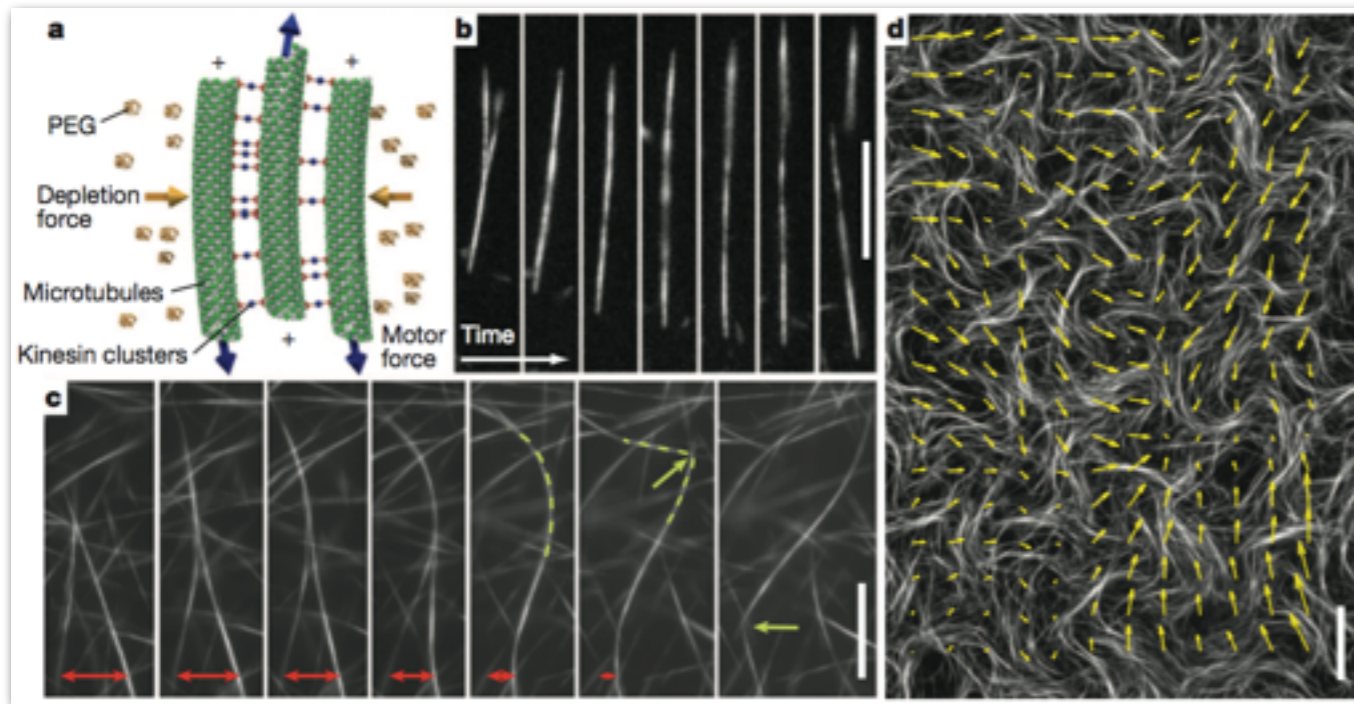 a
+
+
PEG
Depletion
force
Microtubules
Kinesin clusters
+
Motor
force
b
Time
c
d